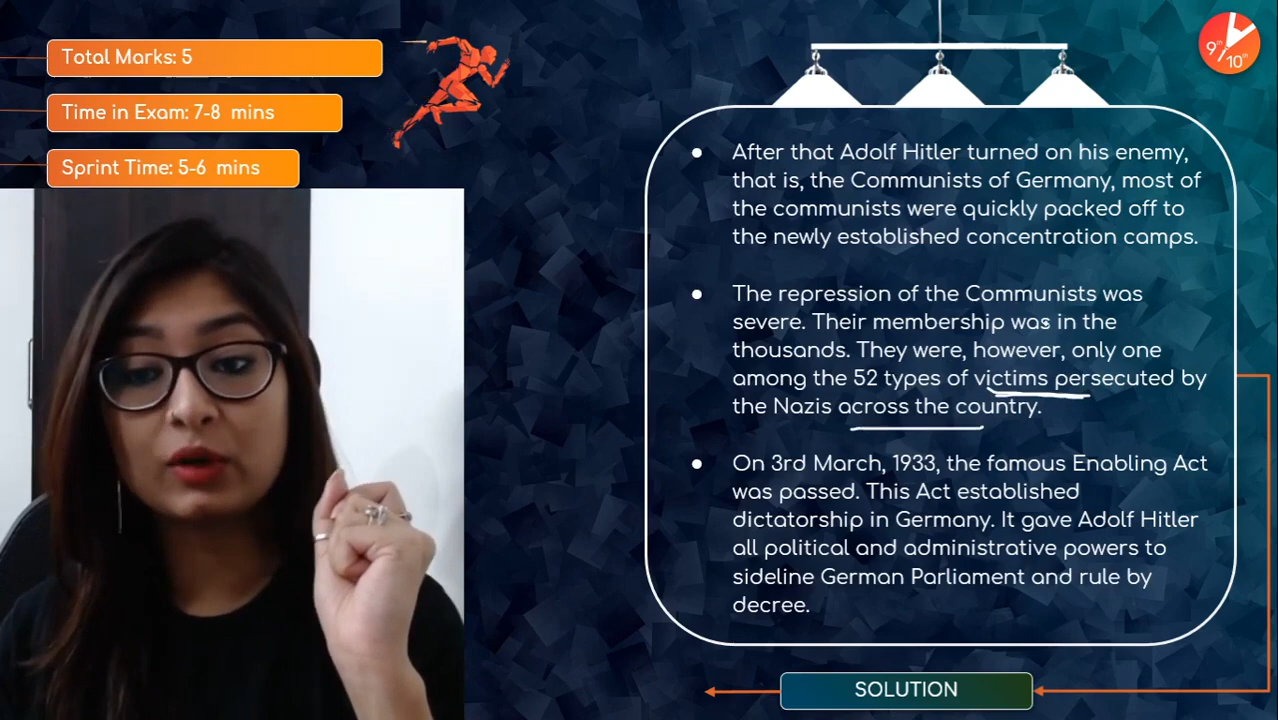 Total Marks: 5
Time in Exam: 7-8 mins
Sprint Time: 5-6 mins
9th
10th
After that Adolf Hitler turned on his enemy,
that is, the Communists of Germany, most of
the communists were quickly packed off to
the newly established concentration camps.
The repression of the Communists was
severe. Their membership was in the
thousands. They were, however, only one
among the 52 types of victims persecuted by
the Nazis across the country.
On 3rd March, 1933, the famous Enabling Act
was passed. This Act established
dictatorship in Germany. It gave Adolf Hitler
all political and administrative powers to
sideline German Parliament and rule by
decree.
SOLUTION